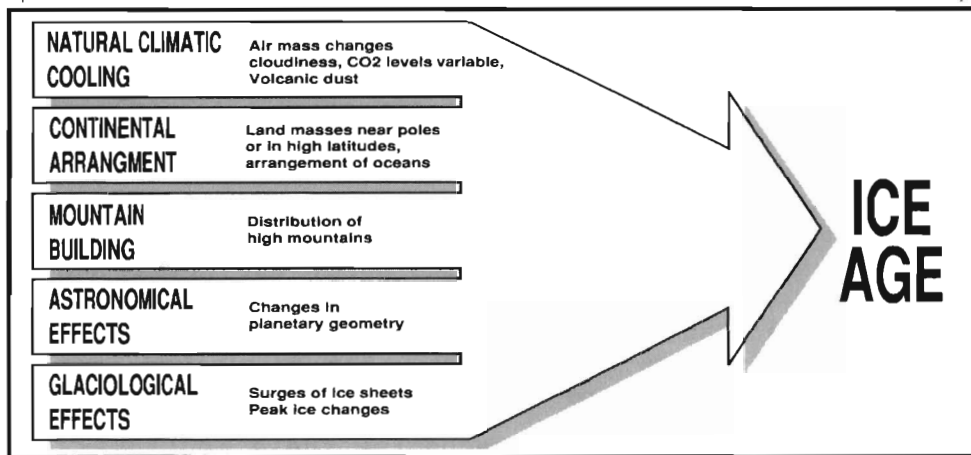 NATURAL CLIMATIC
COOLING
Air mass changes
cloudiness, CO2 levels variable,
Volcanic dust
CONTINENTAL
ARRANGMENT
Land masses near poles
or in high latitudes,
arrangement of oceans
MOUNTAIN
BUILDING
Distribution of
high mountains
ASTRONOMICAL
EFFECTS
Changes in
planetary geometry
GLACIOLOGICAL
EFFECTS
Surges of ice sheets
Peak ice changes
ICE
AGE